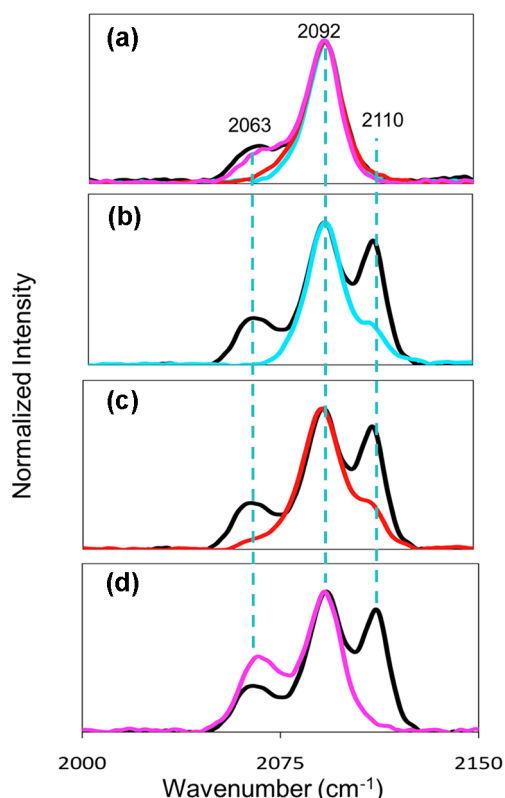 (a)
2092
2063
2110
(b)
(c)
(d)
Normalized Intensity
2000
2075
2150
Wavenumber (cm-1)